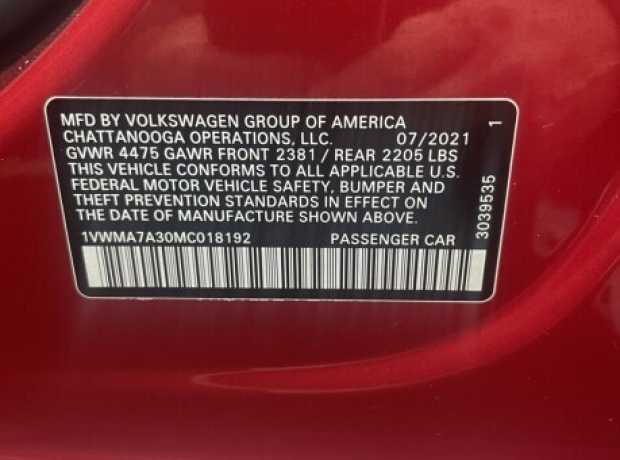 MFD BY VOLKSWAGEN GROUP OF AMERICA
CHATTANOOGA OPERATIONS, LLC. 07/2021
GVWR 4475 GAWR FRONT 2381 / REAR 2205 LBS
THIS VEHICLE CONFORMS TO ALL APPLICABLE U.S.
FEDERAL MOTOR VEHICLE SAFETY, BUMPER AND
THEFT PREVENTION STANDARDS IN EFFECT ON
THE DATE OF MANUFACTURE SHOWN ABOVE.
1VWMA7A30MC018192 PASSENGER CAR
3039535 1